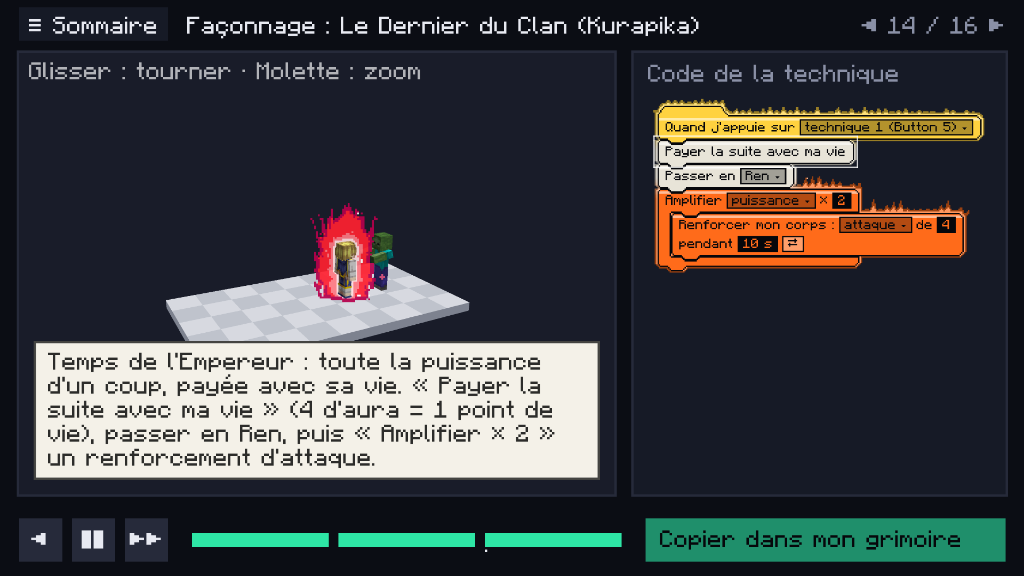 ≡ Sommaire
Façonnage : Le Dernier du Clan (Kurapika)
14 / 16
Glisser : tourner · Molette : zoom
Code de la technique
Quand j'appuie sur technique 1 (Button 5)
Payer la suite avec ma vie
Passer en Ren
Amplifier puissance × 2
Renforcer mon corps : attaque de 4
pendant 10 s ⇄
Temps de l'Empereur : toute la puissance
d'un coup, payée avec sa vie. « Payer la
suite avec ma vie » (4 d'aura = 1 point de
vie), passer en Ren, puis « Amplifier × 2 »
un renforcement d'attaque.
Copier dans mon grimoire